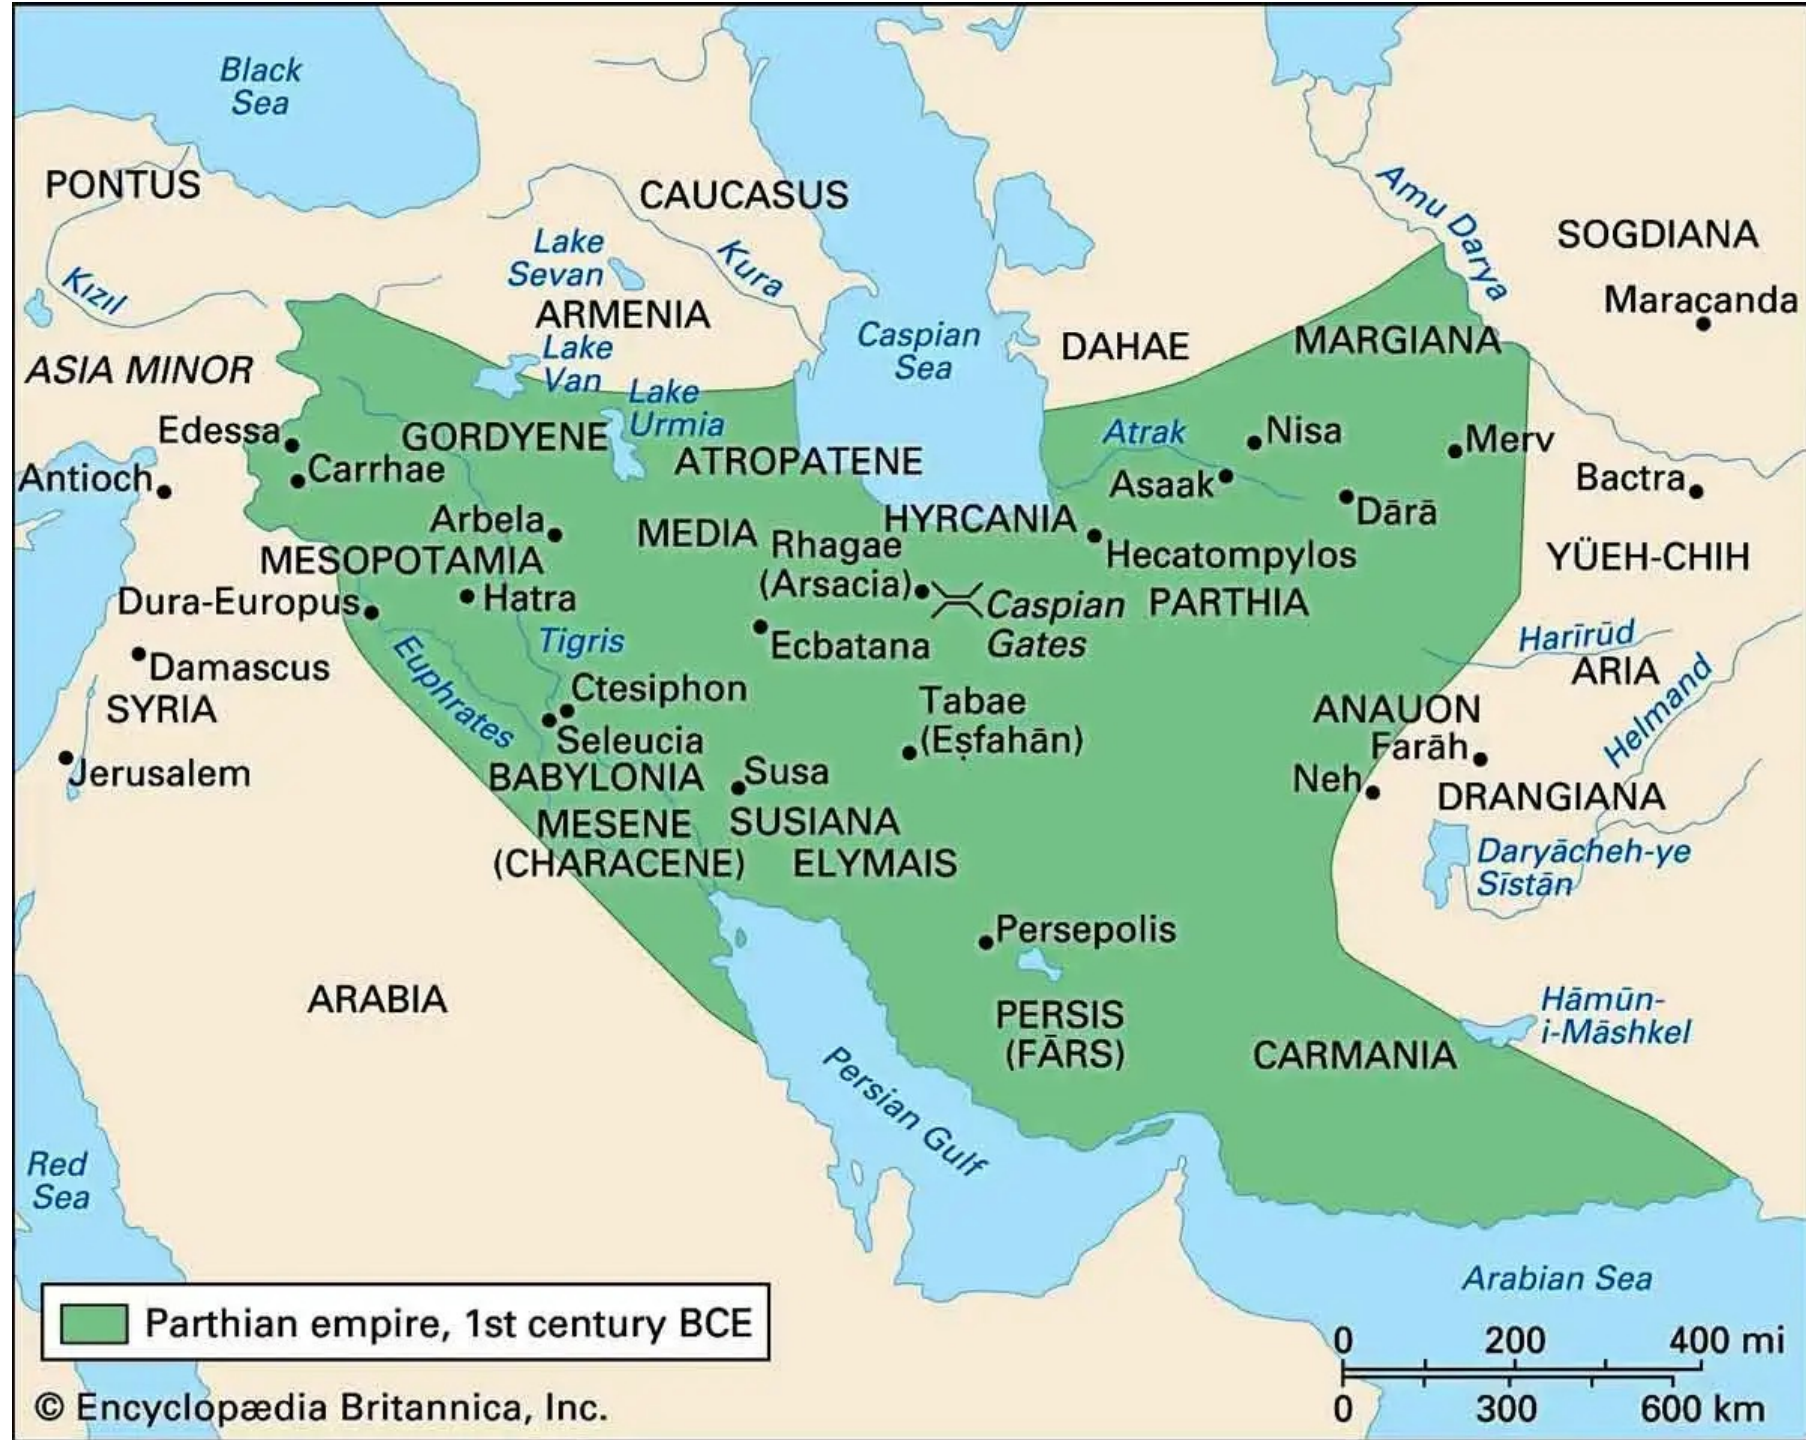 Black
Sea
PONTUS
CAUCASUS
Amu Darya
SOGDIANA
Lake
Sevan
Kura
Kızıl
Maracanda
ARMENIA
Caspian
Sea
DAHAE
MARGIANA
ASIA MINOR
Lake
Van
Lake
Urmia
Edessa
GORDYENE
Atrak
Nisa
Merv
Antioch
Carrhae
ATROPATENE
Asaak
Bactra
Dārā
Arbela
MEDIA
HYRCANIA
Rhagae
(Arsacia)
Hecatompylos
YÜEH-CHIH
MESOPOTAMIA
Dura-Europus
Hatra
Caspian
Gates
PARTHIA
Tigris
Ecbatana
Harīrūd
ARIA
Damascus
Euphrates
SYRIA
Ctesiphon
Tabae
(Eṣfahān)
ANAUON
Helmand
Seleucia
Farāh
Jerusalem
BABYLONIA
Susa
Neh
DRANGIANA
MESENE
(CHARACENE)
SUSIANA
ELYMAIS
Daryācheh-ye
Sīstān
Persepolis
ARABIA
PERSIS
(FĀRS)
Hāmūn-
i-Māshkel
CARMANIA
Persian Gulf
Red
Sea
Arabian Sea
Parthian empire, 1st century BCE
0 200 400 mi
0 300 600 km
© Encyclopædia Britannica, Inc.